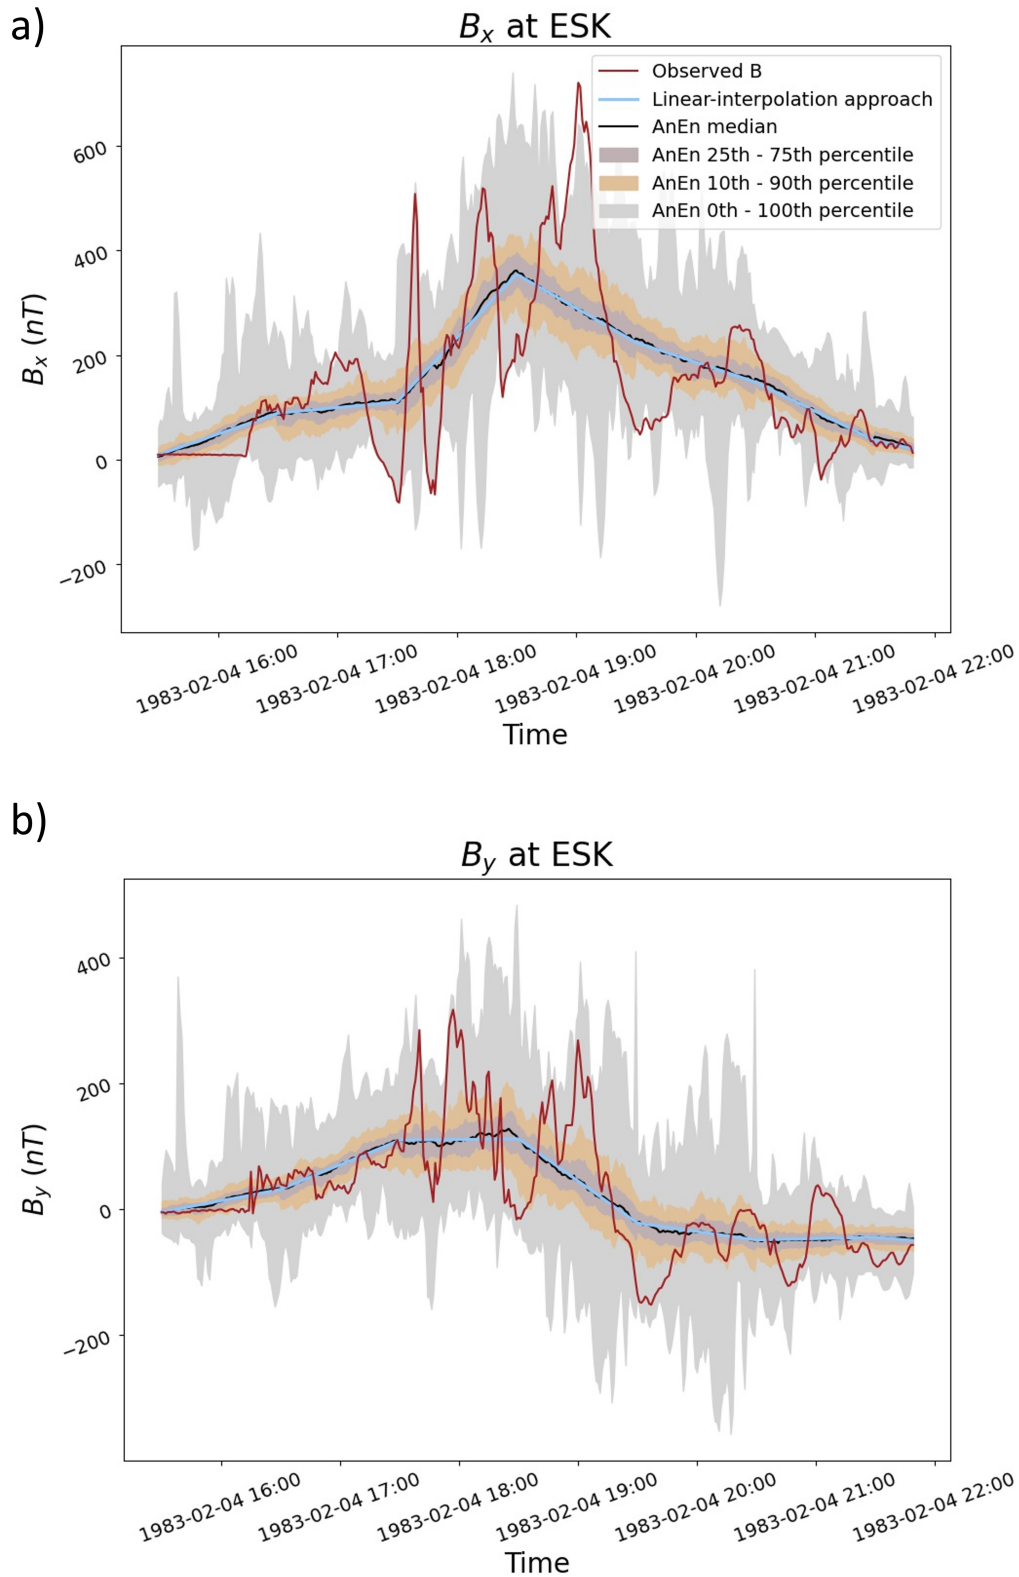 a)
Bx at ESK
Observed B
Linear-interpolation approach
AnEn median
AnEn 25th - 75th percentile
AnEn 10th - 90th percentile
AnEn 0th - 100th percentile
600
400
200
0
−200
Bx (nT)
1983-02-04 16:00
1983-02-04 17:00
1983-02-04 18:00
1983-02-04 19:00
1983-02-04 20:00
1983-02-04 21:00
1983-02-04 22:00
Time
b)
By at ESK
400
200
0
−200
By (nT)
1983-02-04 16:00
1983-02-04 17:00
1983-02-04 18:00
1983-02-04 19:00
1983-02-04 20:00
1983-02-04 21:00
1983-02-04 22:00
Time